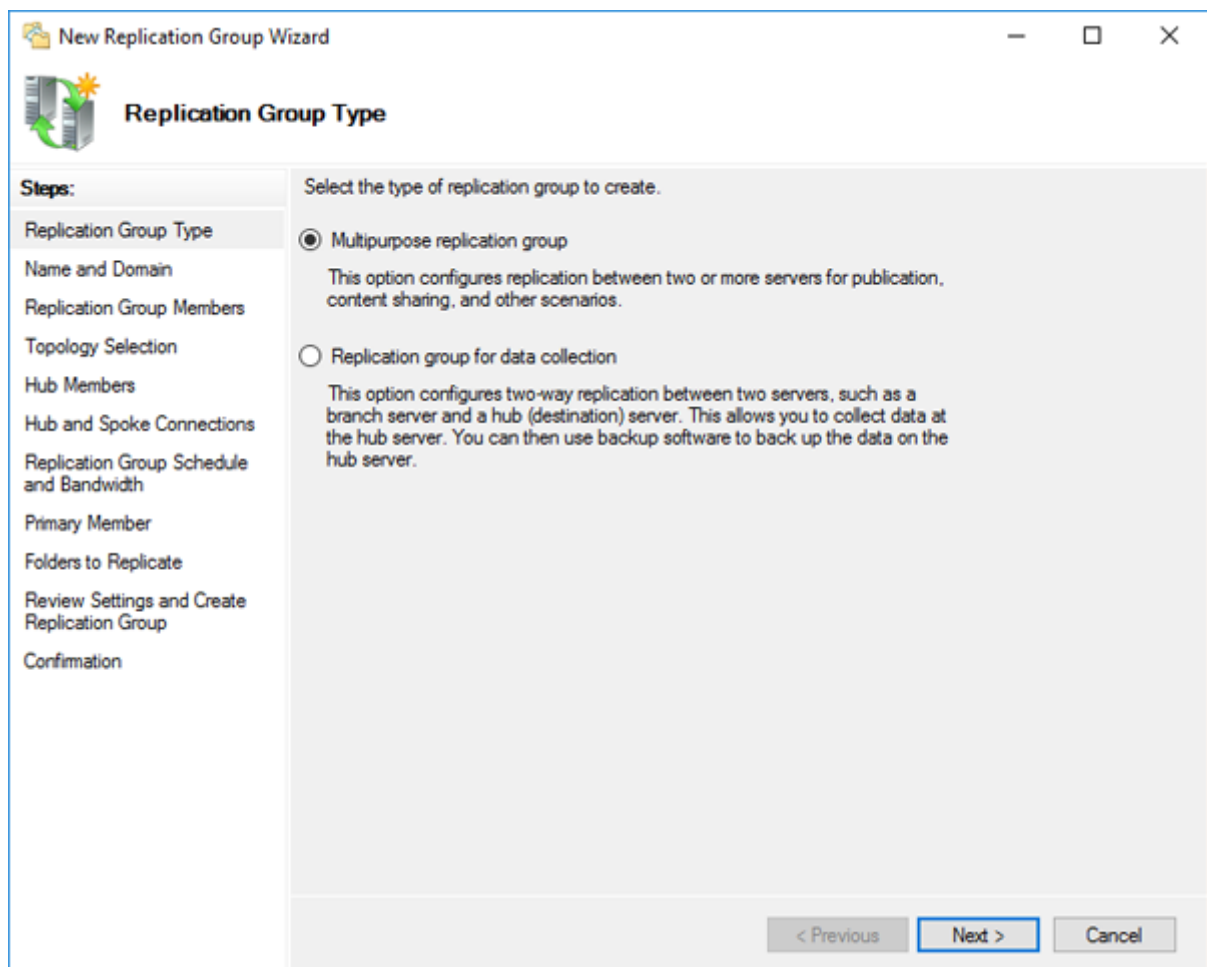 New Replication Group Wizard
Replication Group Type
Steps:
Replication Group Type
Name and Domain
Replication Group Members
Topology Selection
Hub Members
Hub and Spoke Connections
Replication Group Schedule
and Bandwidth
Primary Member
Folders to Replicate
Review Settings and Create
Replication Group
Confirmation
Select the type of replication group to create.
Multipurpose replication group
This option configures replication between two or more servers for publication,
content sharing, and other scenarios.
Replication group for data collection
This option configures two-way replication between two servers, such as a
branch server and a hub (destination) server. This allows you to collect data at
the hub server. You can then use backup software to back up the data on the
hub server.
< Previous
Next >
Cancel